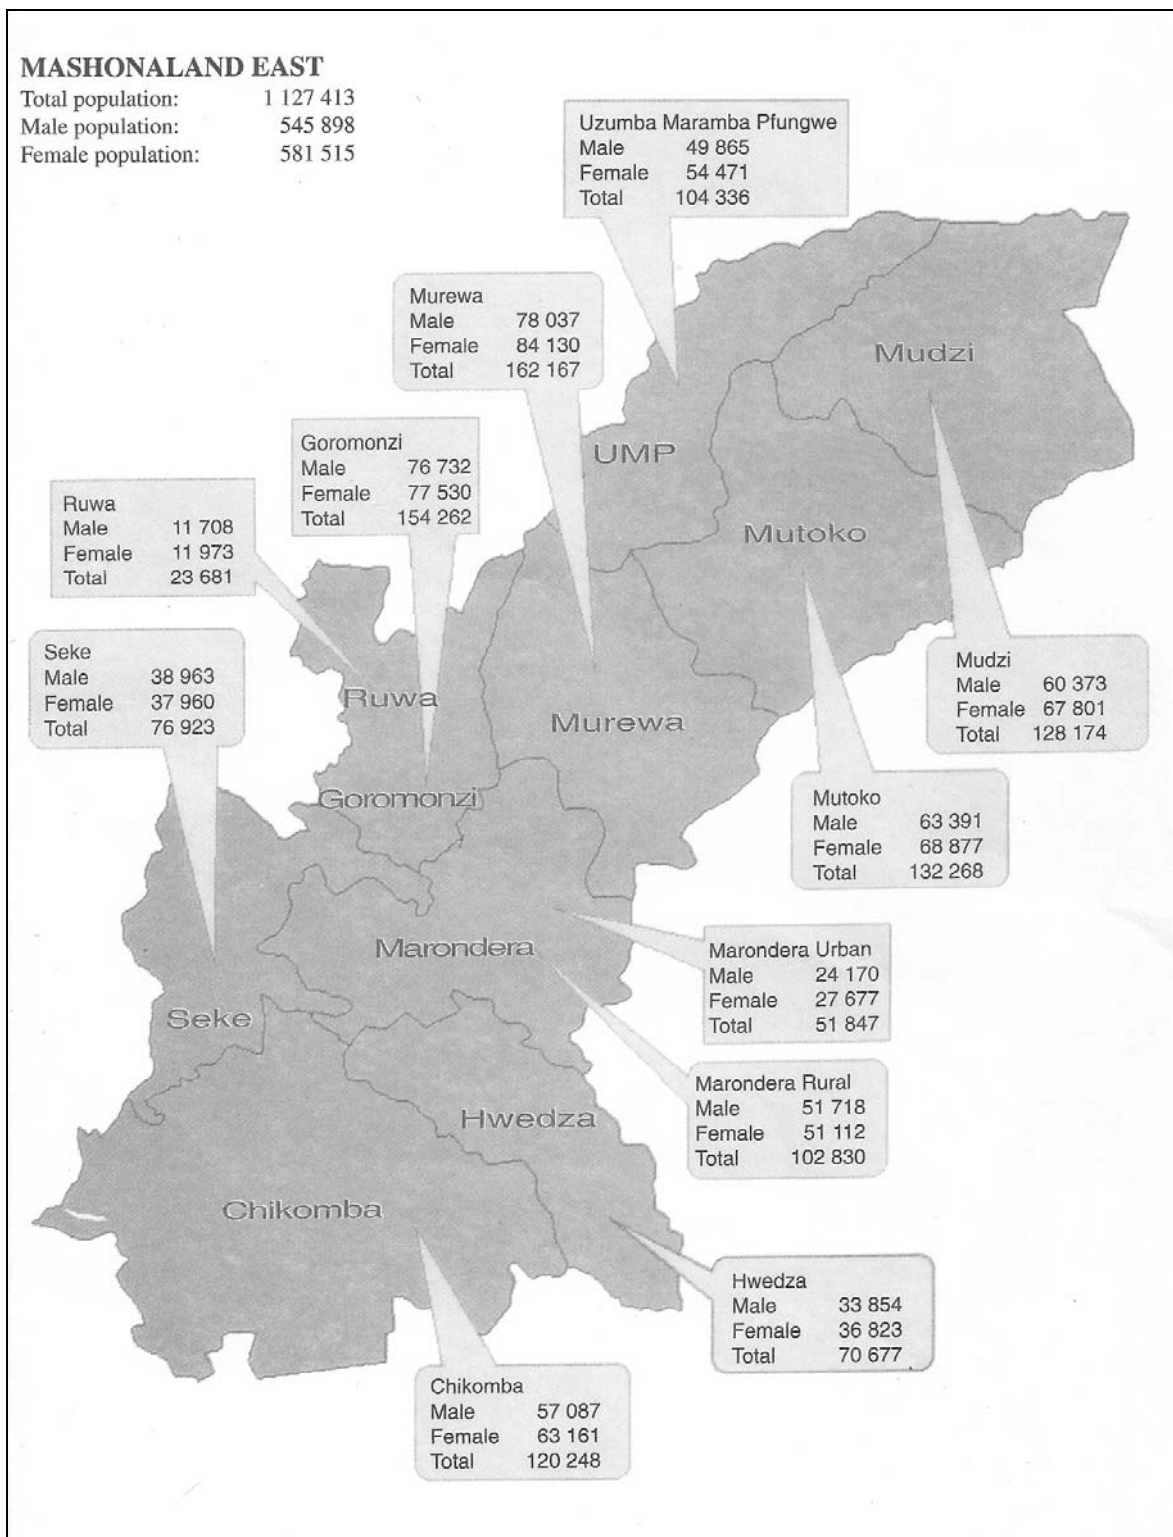 MASHONALAND EAST
Total population: 1 127 413
Male population: 545 898
Female population: 581 515
Uzumba Maramba Pfungwe
Male 49 865
Female 54 471
Total 104 336
Murewa
Male 78 037
Female 84 130
Total 162 167
Mudzi
Goromonzi
Male 76 732
Female 77 530
Total 154 262
UMP
Ruwa
Male 11 708
Female 11 973
Total 23 681
Mutoko
Seke
Male 38 963
Female 37 960
Total 76 923
Mudzi
Male 60 373
Female 67 801
Total 128 174
Ruwa
Murewa
Goromonzi
Mutoko
Male 63 391
Female 68 877
Total 132 268
Marondera
Marondera Urban
Male 24 170
Female 27 677
Total 51 847
Seke
Marondera Rural
Male 51 718
Female 51 112
Total 102 830
Hwedza
Chikomba
Hwedza
Male 33 854
Female 36 823
Total 70 677
Chikomba
Male 57 087
Female 63 161
Total 120 248